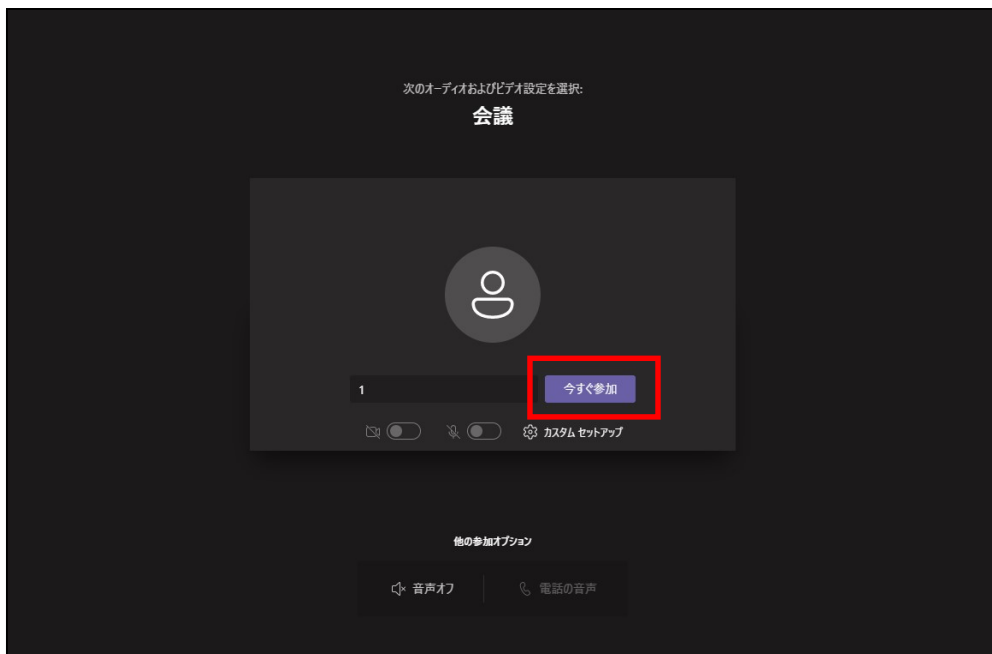 次のオーディオおよびビデオ設定を選択:
会議
1
今すぐ参加
カスタム セットアップ
他の参加オプション
音声オフ
電話の音声